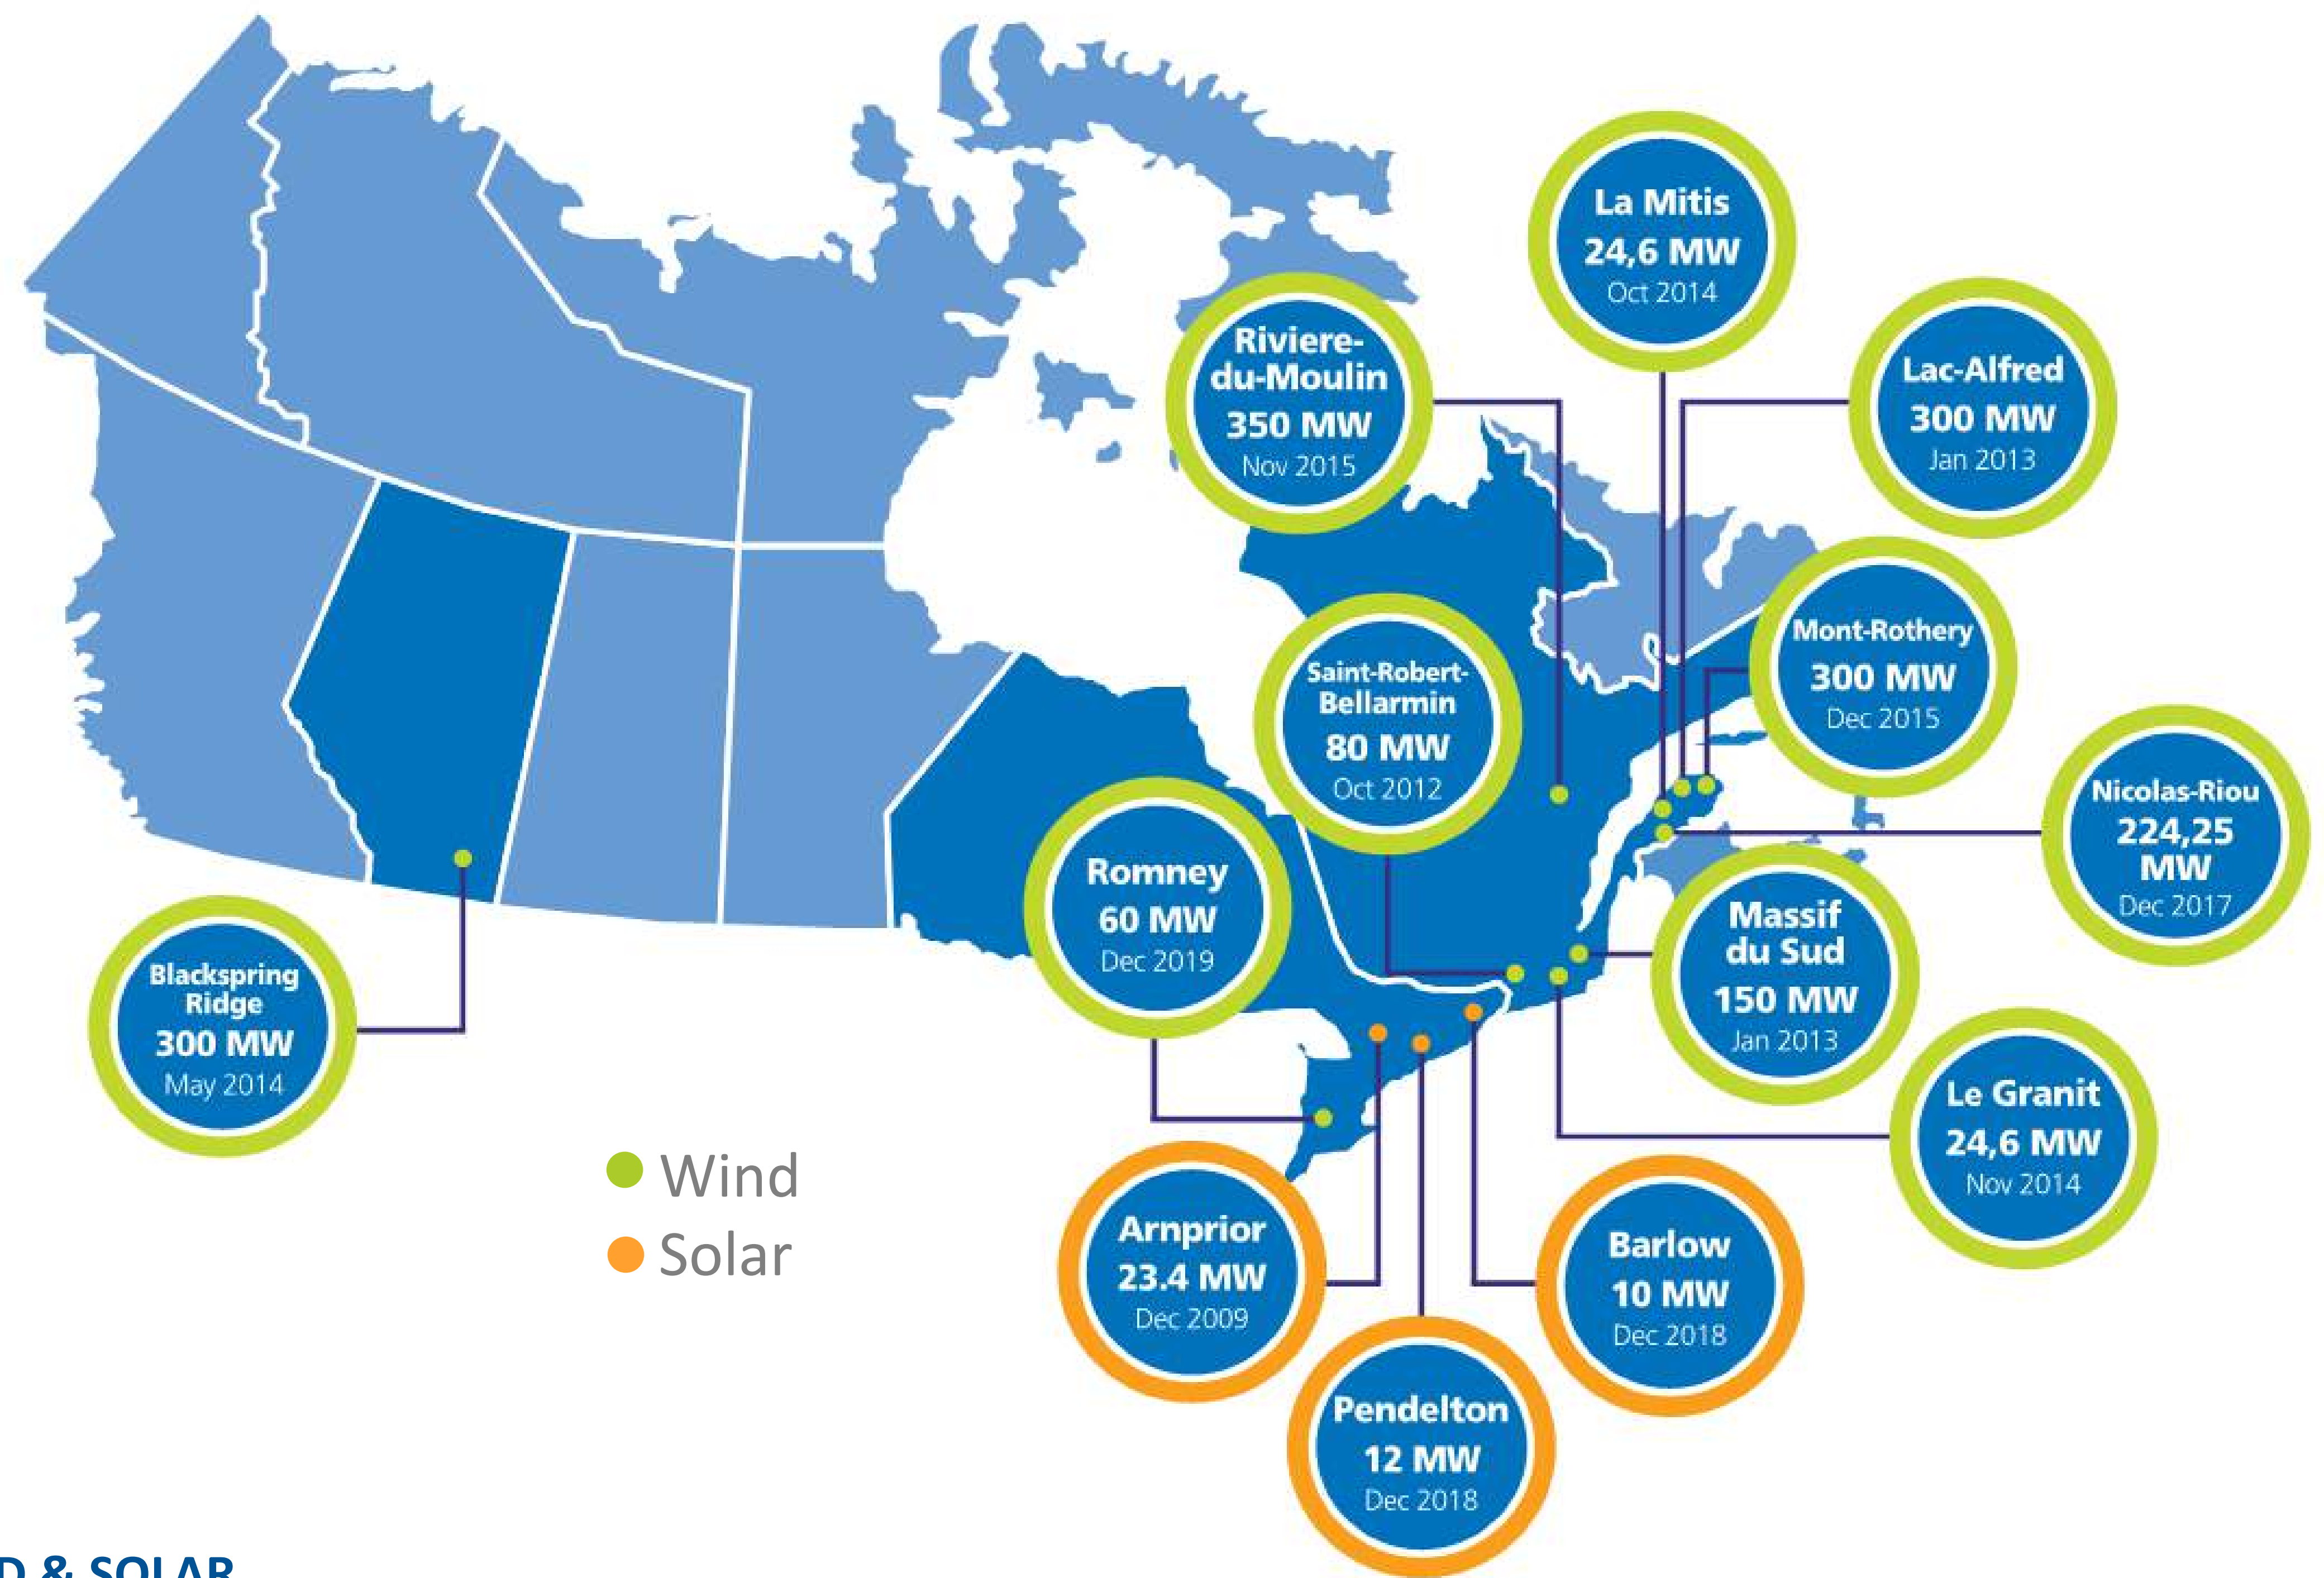 La Mitis
24,6 MW
Oct 2014
Riviere-
du-Moulin
350 MW
Nov 2015
Lac-Alfred
300 MW
Jan 2013
Mont-Rothery
300 MW
Dec 2015
Saint-Robert-
Bellarmin
80 MW
Oct 2012
Nicolas-Riou
224,25
MW
Dec 2017
Romney
60 MW
Dec 2019
Massif
du Sud
150 MW
Jan 2013
Blackspring
Ridge
300 MW
May 2014
Le Granit
24,6 MW
Nov 2014
Wind
Solar
Arnprior
23.4 MW
Dec 2009
Barlow
10 MW
Dec 2018
Pendelton
12 MW
Dec 2018
D & SOLAR